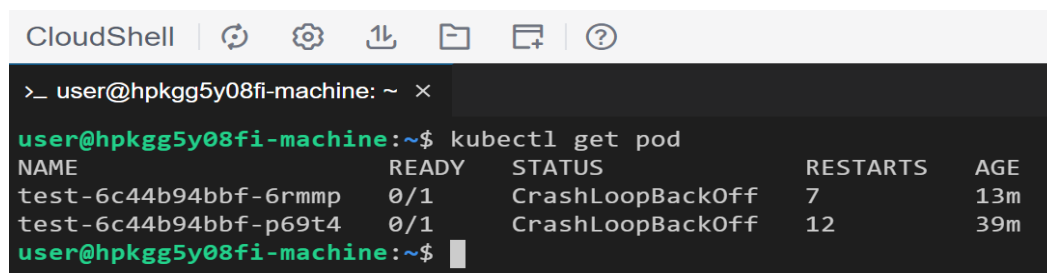 CloudShell
>_ user@hpkgg5y08fi-machine: ~ ×
user@hpkgg5y08fi-machine:~$ kubectl get pod
NAME READY STATUS RESTARTS AGE
test-6c44b94bbf-6rmmp 0/1 CrashLoopBackOff 7 13m
test-6c44b94bbf-p69t4 0/1 CrashLoopBackOff 12 39m
user@hpkgg5y08fi-machine:~$